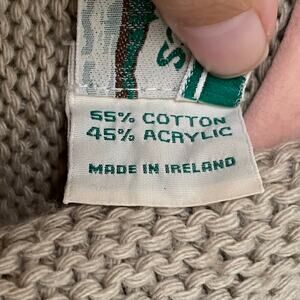 55% COTTON
45% ACRYLIC
MADE IN IRELAND